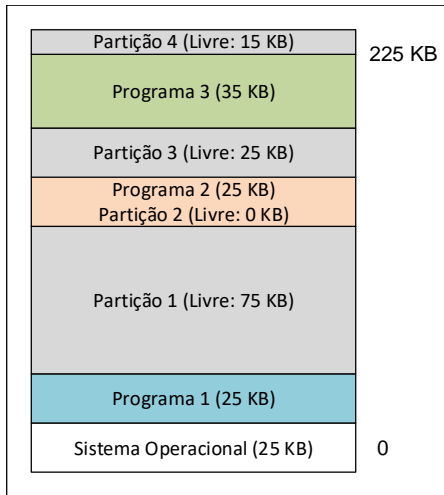 Partição 4 (Livre: 15 KB)
225 KB
Programa 3 (35 KB)
Partição 3 (Livre: 25 KB)
Programa 2 (25 KB)
Partição 2 (Livre: 0 KB)
Partição 1 (Livre: 75 KB)
Programa 1 (25 KB)
Sistema Operacional (25 KB)
0